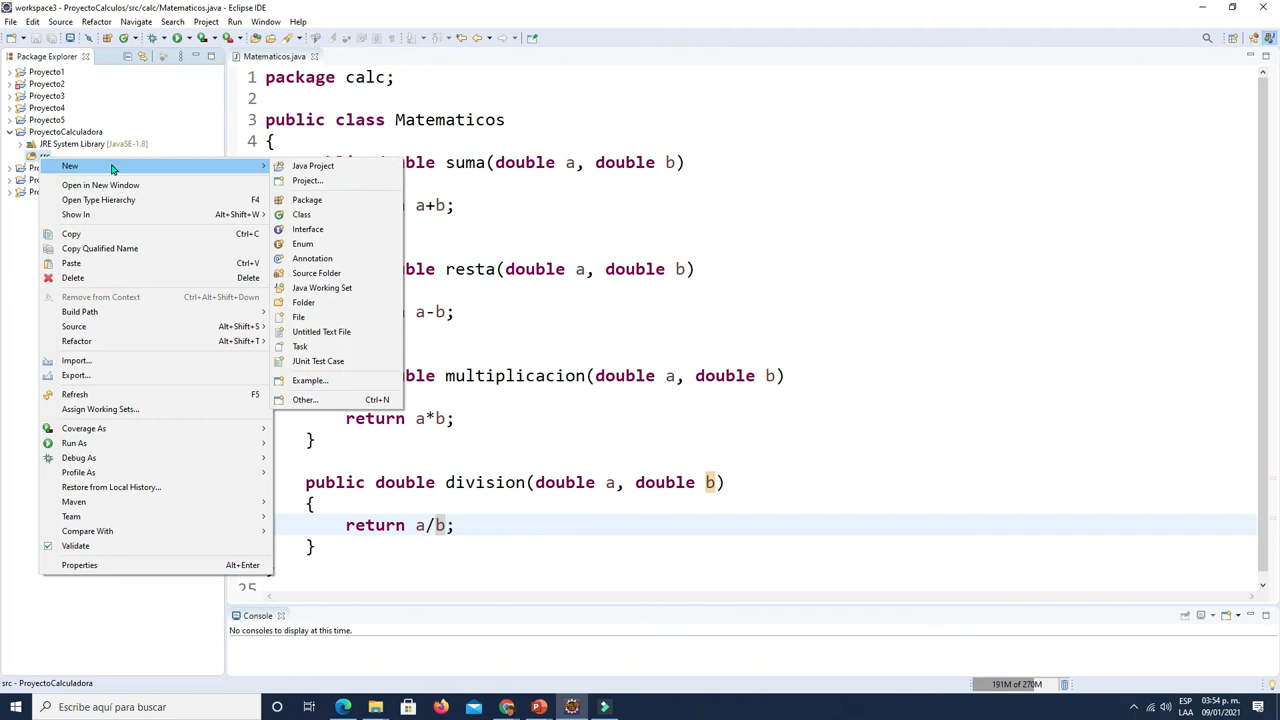 workspace3 - ProyectoCalculos/src/calc/Matematicos.java - Eclipse IDE
File Edit Source Refactor Navigate Search Project Run Window Help
Package Explorer
Proyecto1
Proyecto2
Proyecto3
Proyecto4
Proyecto5
ProyectoCalculadora
JRE System Library [JavaSE-1.8]
src
New
Open in New Window
Open Type Hierarchy F4
Show In Alt+Shift+W
Copy Ctrl+C
Copy Qualified Name
Paste Ctrl+V
Delete Delete
Remove from Context Ctrl+Alt+Shift+Down
Build Path
Source Alt+Shift+S
Refactor Alt+Shift+T
Import...
Export...
Refresh F5
Assign Working Sets...
Coverage As
Run As
Debug As
Profile As
Restore from Local History...
Maven
Team
Compare With
Validate
Properties Alt+Enter
Java Project
Project...
Package
Class
Interface
Enum
Annotation
Source Folder
Java Working Set
Folder
File
Untitled Text File
Task
JUnit Test Case
Example...
Other... Ctrl+N
Matematicos.java
1 package calc;
2
3 public class Matematicos
4 {
suma(double a, double b)
a+b;
resta(double a, double b)
a-b;
multiplicacion(double a, double b)
return a*b;
}
public double division(double a, double b)
{
return a/b;
}
25
Console
No consoles to display at this time.
src - ProyectoCalculadora
191M of 270M
Escribe aquí para buscar
ESP
LAA
03:54 p. m.
09/01/2021